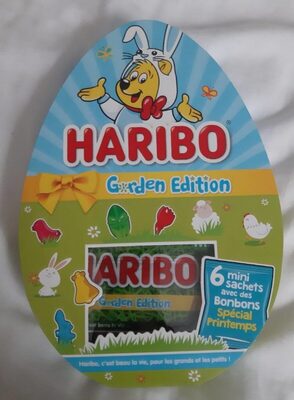 HARIBO
Garden Edition
HARIBO
Garden Edition
6 mini
sachets
avec des
Bonbons
Spécial
Printemps
Haribo, c'est beau la vie, pour les grands et les petits !